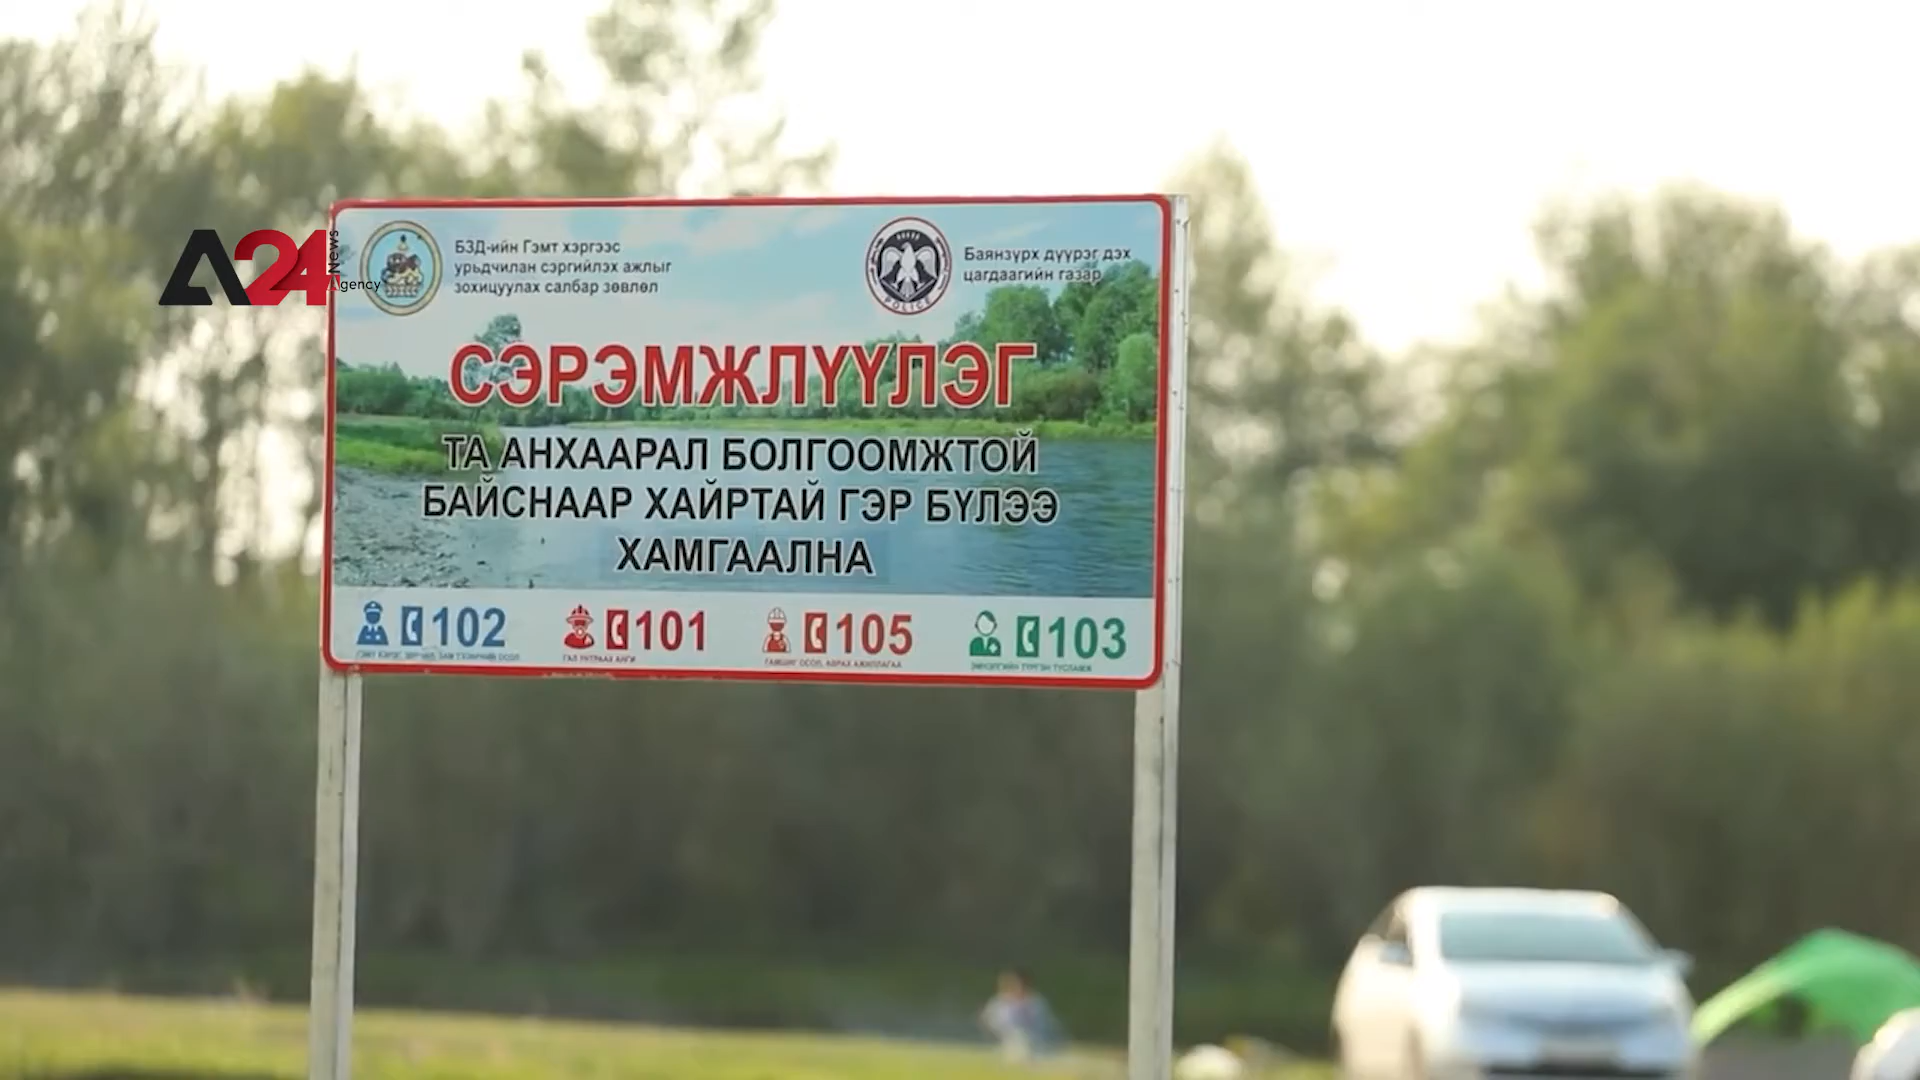 A24 News Agency
БЗД-ийн Гэмт хэргээс
урьдчилан сэргийлэх ажлыг
зохицуулах салбар зөвлөл
POLICE
Баянзүрх дүүрэг дэх
цагдаагийн газар
СЭРЭМЖЛҮҮЛЭГ
ТА АНХААРАЛ БОЛГООМЖТОЙ
БАЙСНААР ХАЙРТАЙ ГЭР БҮЛЭЭ
ХАМГААЛНА
102
101
105
103
ГАЛ УНТРААХ АНГИ
ГАМШИГ ОСОЛ, АВРАХ АЖИЛЛАГАА
ЭМНЭЛГИЙН ТҮРГЭН ТУСЛАМЖ